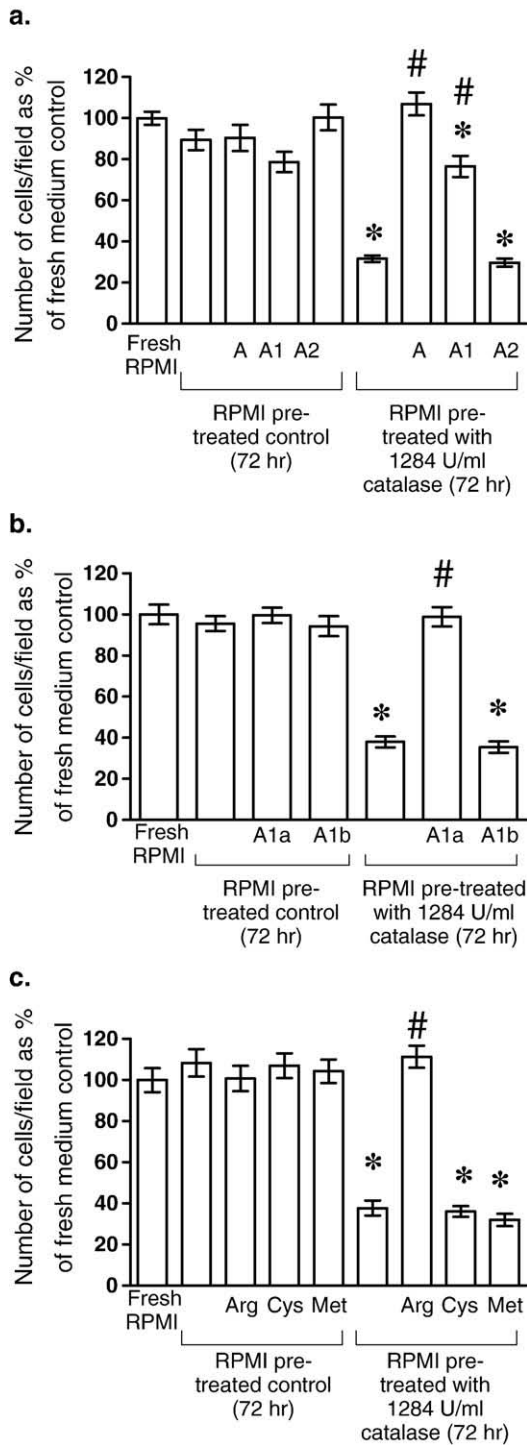 a.
Number of cells/field as %
of fresh medium control
120
100
80
60
40
20
0
#
#
*
*
*
Fresh
RPMI
A A1 A2
A A1 A2
RPMI pre-
treated control
(72 hr)
RPMI pre-
treated with
1284 U/ml
catalase (72 hr)
b.
Number of cells/field as %
of fresh medium control
120
100
80
60
40
20
0
#
*
*
Fresh
RPMI
A1a A1b
A1a A1b
RPMI pre-
treated control
(72 hr)
RPMI pre-treated
with 1284 U/ml
catalase (72 hr)
c.
Number of cells/field as %
of fresh medium control
120
100
80
60
40
20
0
#
*
*
*
Fresh
RPMI
Arg Cys Met
Arg Cys Met
RPMI pre-
treated control
(72 hr)
RPMI pre-
treated with
1284 U/ml
catalase (72 hr)